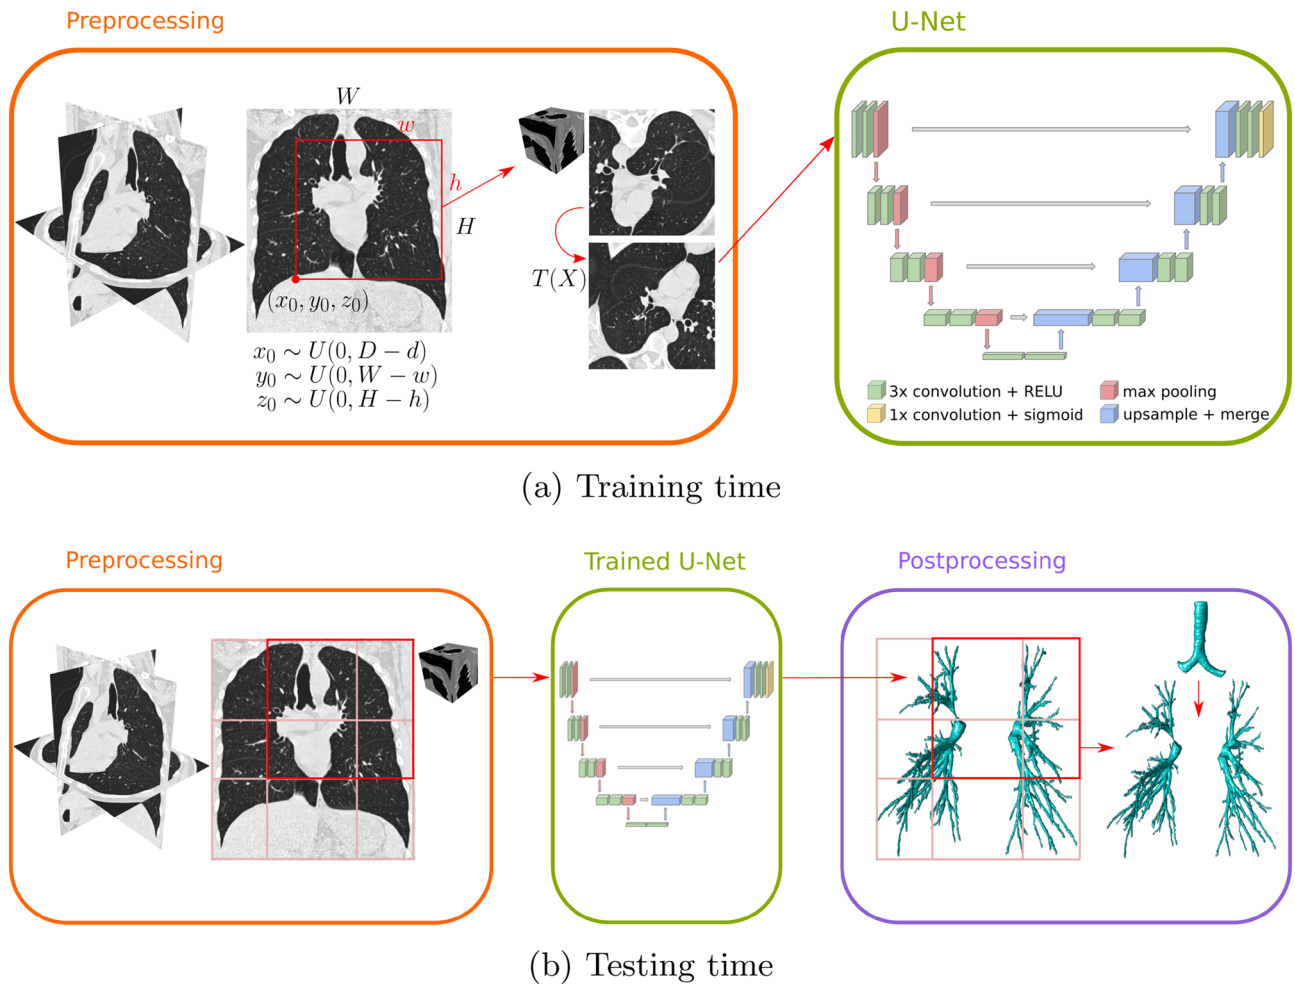 Preprocessing
U-Net
W
w
h
H
(x₀, y₀, z₀)
T(X)
x₀ ∼ U(0, D − d)
y₀ ∼ U(0, W − w)
z₀ ∼ U(0, H − h)
3x convolution + RELU
max pooling
1x convolution + sigmoid
upsample + merge
(a) Training time
Preprocessing
Trained U-Net
Postprocessing
(b) Testing time